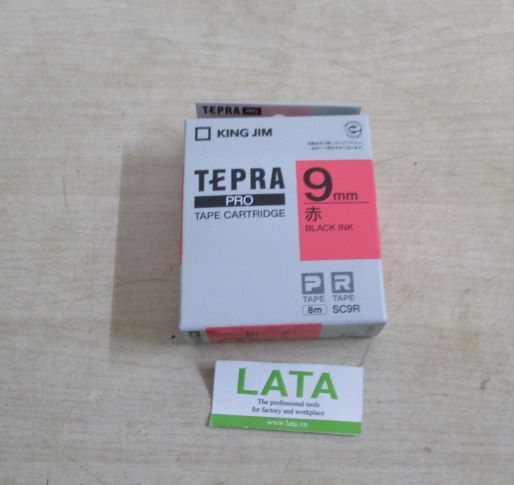 TEPRA PRO
KING JIM
TEPRA
PRO
TAPE CARTRIDGE
9mm
赤
BLACK INK
P R
TAPE TAPE
8m SC9R
LATA
The professional tools
for factory and workplace
www.lata.vn